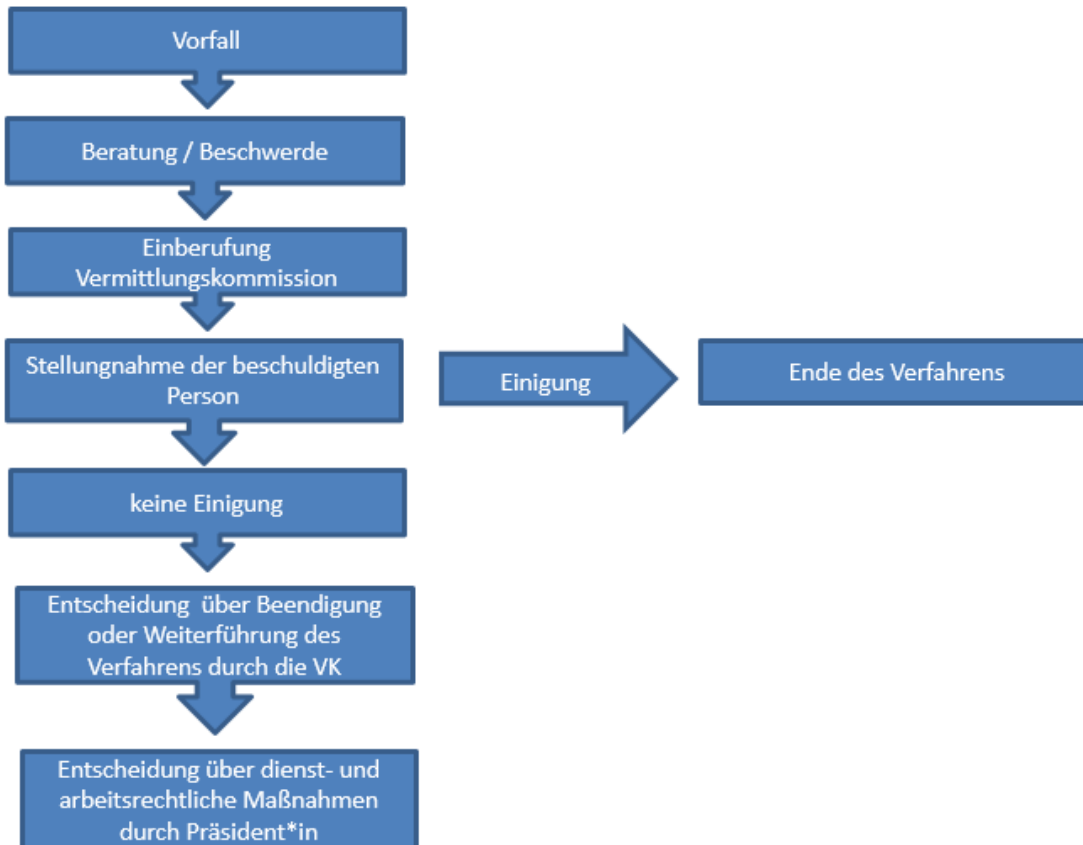 Vorfall
Beratung / Beschwerde
Einberufung
Vermittlungskommission
Stellungnahme der beschuldigten
Person
Einigung
Ende des Verfahrens
keine Einigung
Entscheidung über Beendigung
oder Weiterführung des
Verfahrens durch die VK
Entscheidung über dienst- und
arbeitsrechtliche Maßnahmen
durch Präsident*in